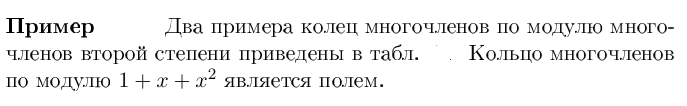 Пример Два примера колец многочленов по модулю много-
членов второй степени приведены в табл. Кольцо многочленов
по модулю 1 + x + x² является полем.